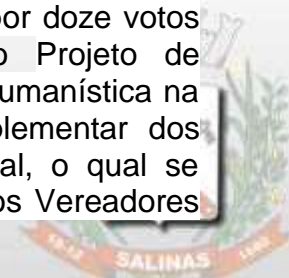 por doze votos
o Projeto de
umanística na
plementar dos
al, o qual se
os Vereadores
SALINAS